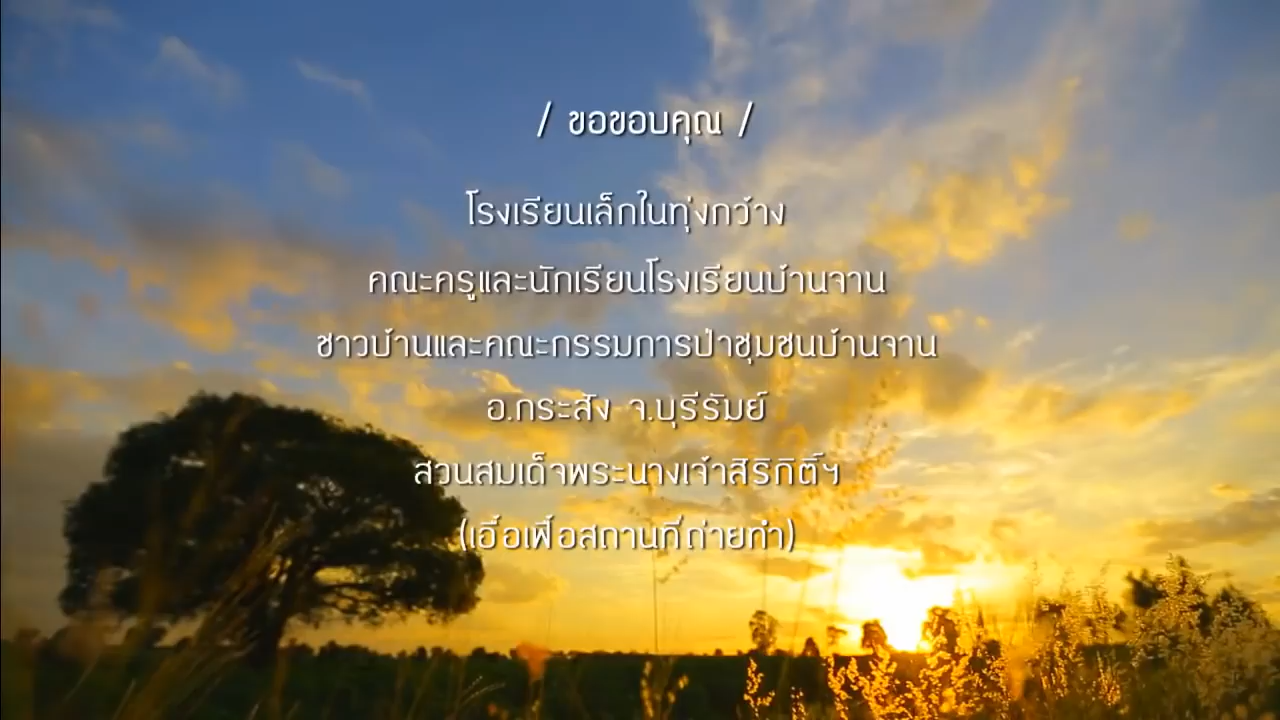 / ขอขอบคุณ /
โรงเรียนเล็กในทุ่งกว้าง
คณะครูและนักเรียนโรงเรียนบ้านจาน
ชาวบ้านและคณะกรรมการป่าชุมชนบ้านจาน
อ.กระสัง จ.บุรีรัมย์
สวนสมเด็จพระนางเจ้าสิริกิติ์ฯ
(เอื้อเฟื้อสถานที่ถ่ายทำ)